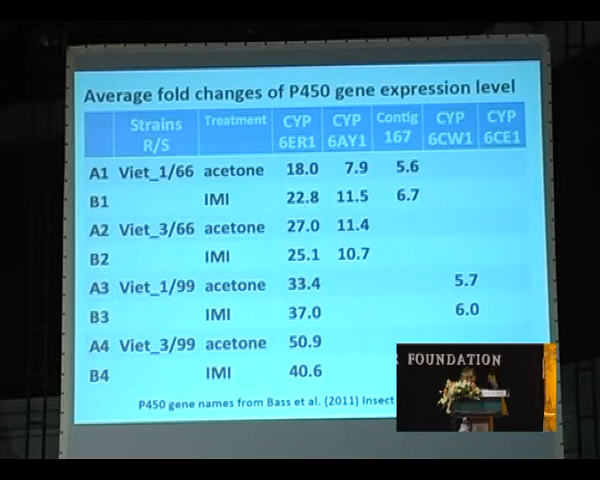 Average fold changes of P450 gene expression level
Strains R/S Treatment CYP 6ER1 CYP 6AY1 Contig 167 CYP 6CW1 CYP 6CE1
A1 Viet_1/66 acetone 18.0 7.9 5.6
B1 IMI 22.8 11.5 6.7
A2 Viet_3/66 acetone 27.0 11.4
B2 IMI 25.1 10.7
A3 Viet_1/99 acetone 33.4 5.7
B3 IMI 37.0 6.0
A4 Viet_3/99 acetone 50.9
B4 IMI 40.6
P450 gene names from Bass et al. (2011) Insect
FOUNDATION